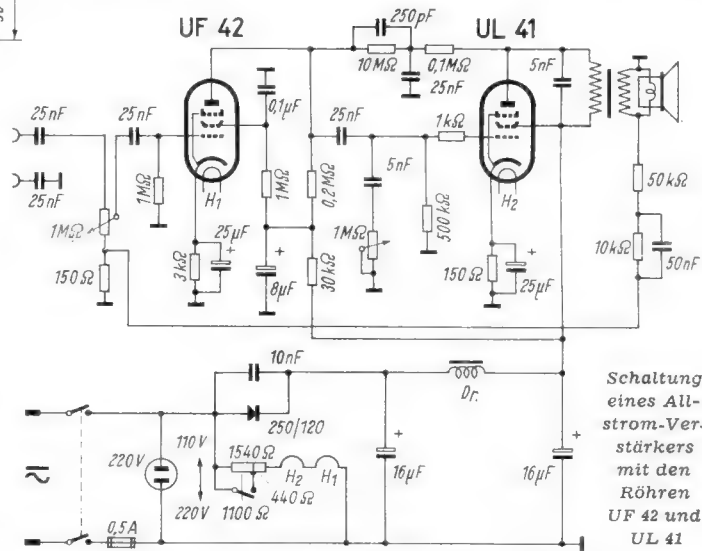 UF 42
250pF
UL 41
10MΩ
0,1MΩ
25nF
5nF
25nF
25nF
0,1µF
25nF
1kΩ
25nF
1MΩ
H1
1MΩ
0,2MΩ
5nF
500kΩ
H2
50kΩ
1MΩ
25µF
+
+
1MΩ
+
10kΩ
50nF
150Ω
3kΩ
8µF
30kΩ
150Ω
25µF
10nF
Dr.
250/120
110V
1540Ω
220V
H2
H1
+
16µF
+
16µF
220V
440Ω
1100Ω
0,5A
Schaltung
eines All-
strom-Ver-
stärkers
mit den
Röhren
UF 42 und
UL 41